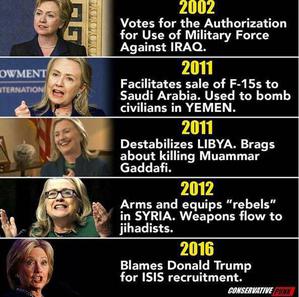 2002
Votes for the Authorization
for Use of Military Force
Against IRAQ.
OWMENT
INTERNATION
2011
Facilitates sale of F-15s to
Saudi Arabia. Used to bomb
civilians in YEMEN.
2011
Destabilizes LIBYA. Brags
about killing Muammar
Gaddafi.
2012
Arms and equips “rebels”
in SYRIA. Weapons flow to
jihadists.
2016
Blames Donald Trump
for ISIS recruitment.
CONSERVATIVE